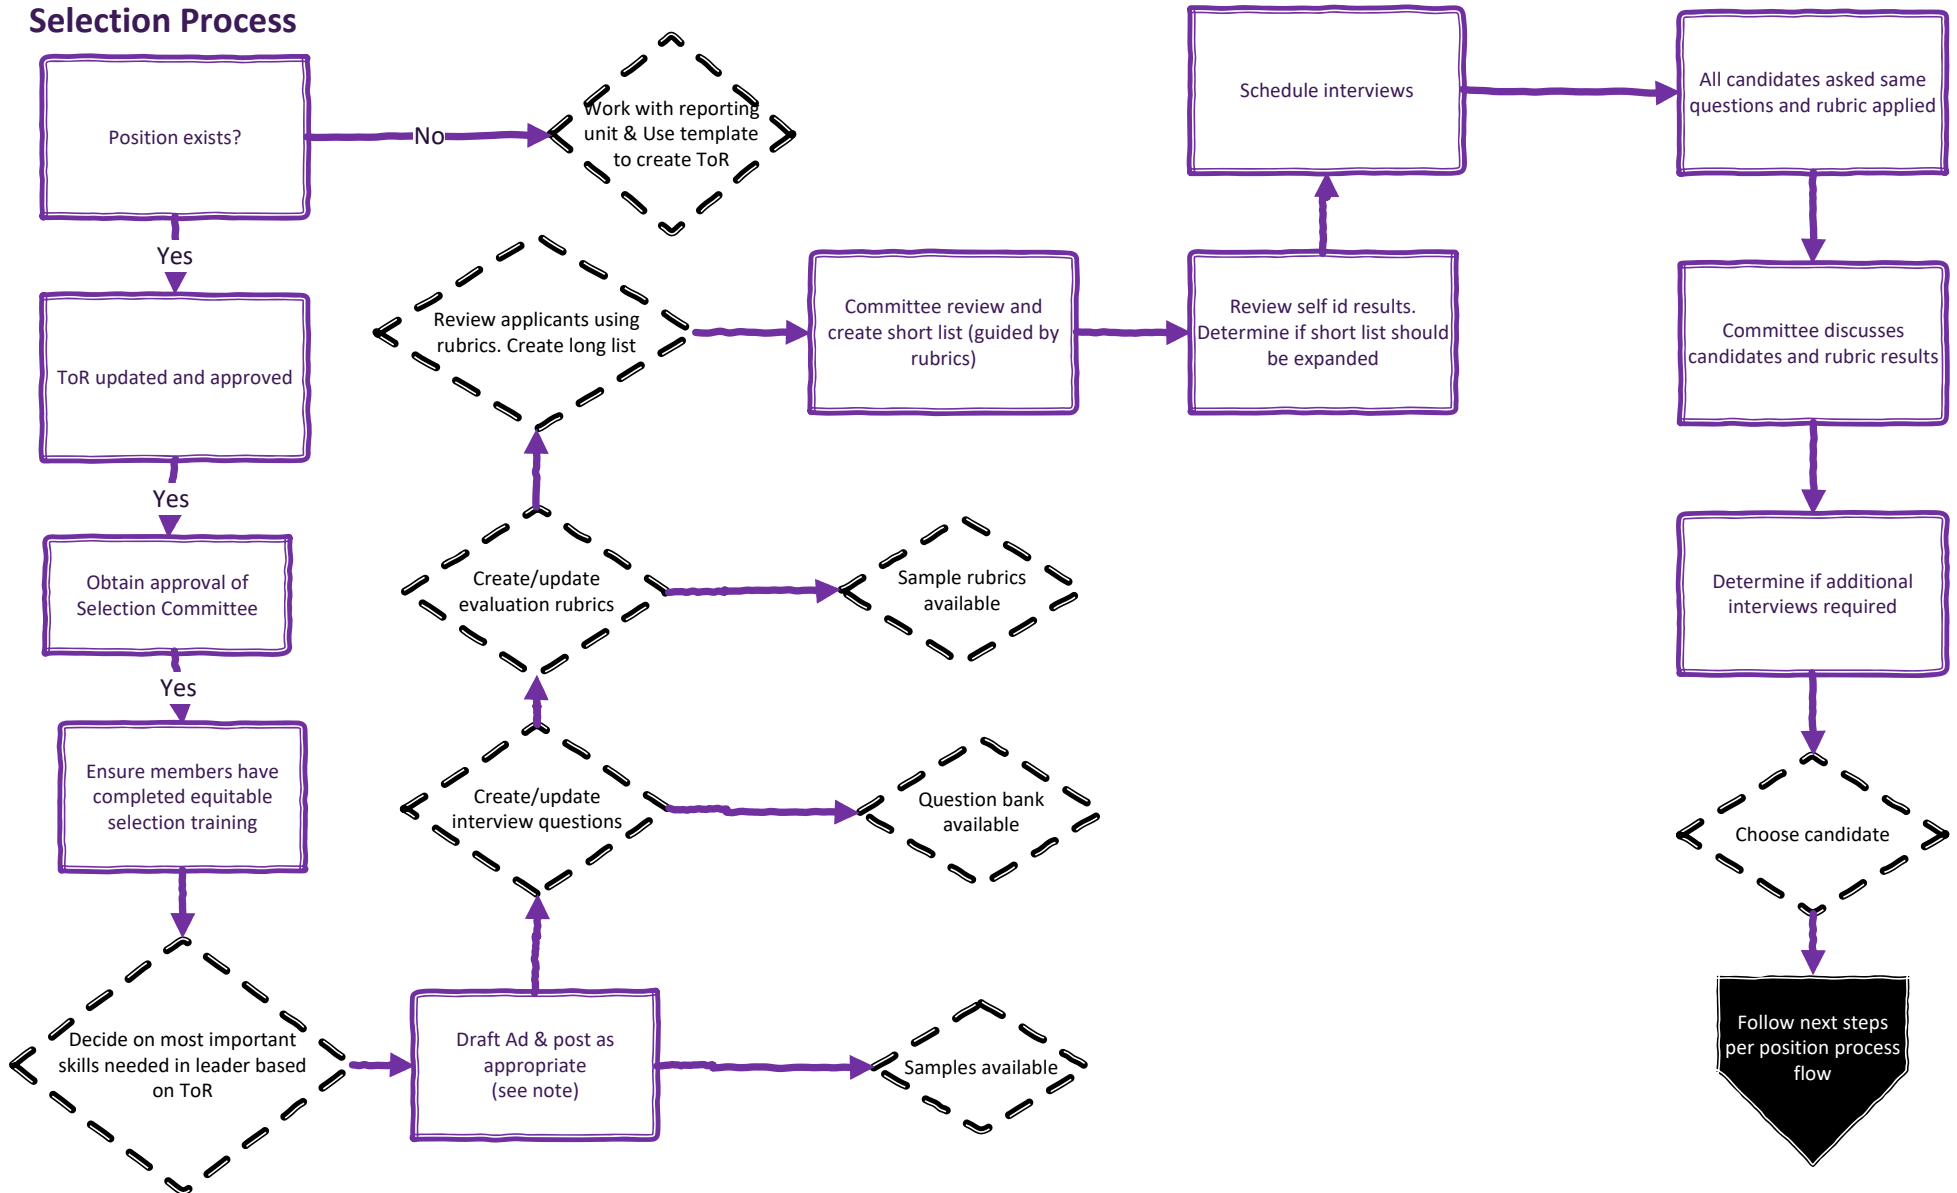 Selection Process
Position exists?
No
Work with reporting
unit & Use template
to create ToR
Yes
ToR updated and approved
Yes
Obtain approval of
Selection Committee
Yes
Ensure members have
completed equitable
selection training
Decide on most important
skills needed in leader based
on ToR
Draft Ad & post as
appropriate
(see note)
Samples available
Create/update
interview questions
Question bank
available
Create/update
evaluation rubrics
Sample rubrics
available
Review applicants using
rubrics. Create long list
Committee review and
create short list (guided by
rubrics)
Review self id results.
Determine if short list should
be expanded
Schedule interviews
All candidates asked same
questions and rubric applied
Committee discusses
candidates and rubric results
Determine if additional
interviews required
Choose candidate
Follow next steps
per position process
flow